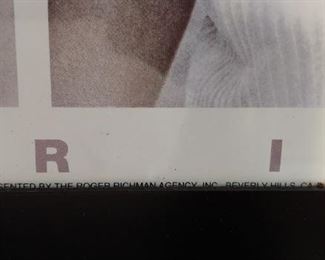 R I
SENTED BY THE ROGER RICHMAN AGENCY, INC., BEVERLY HILLS, CA